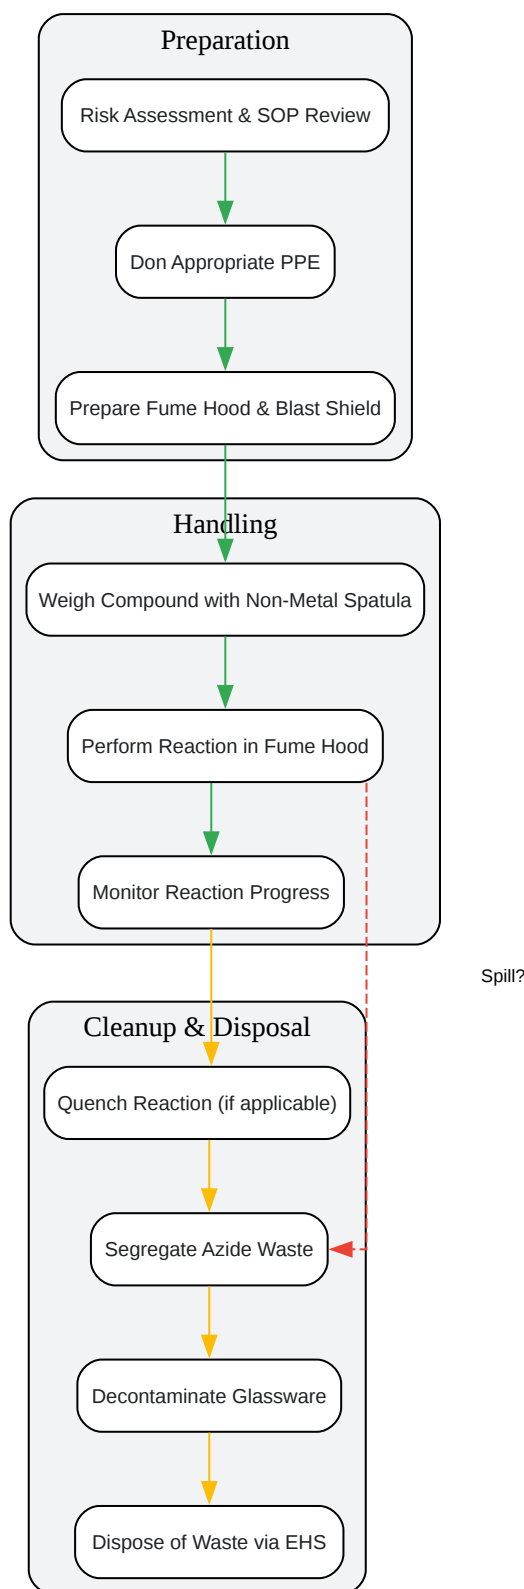 Preparation
Risk Assessment & SOP Review
Don Appropriate PPE
Prepare Fume Hood & Blast Shield
Handling
Weigh Compound with Non-Metal Spatula
Perform Reaction in Fume Hood
Monitor Reaction Progress
Spill?
Cleanup & Disposal
Quench Reaction (if applicable)
Segregate Azide Waste
Decontaminate Glassware
Dispose of Waste via EHS